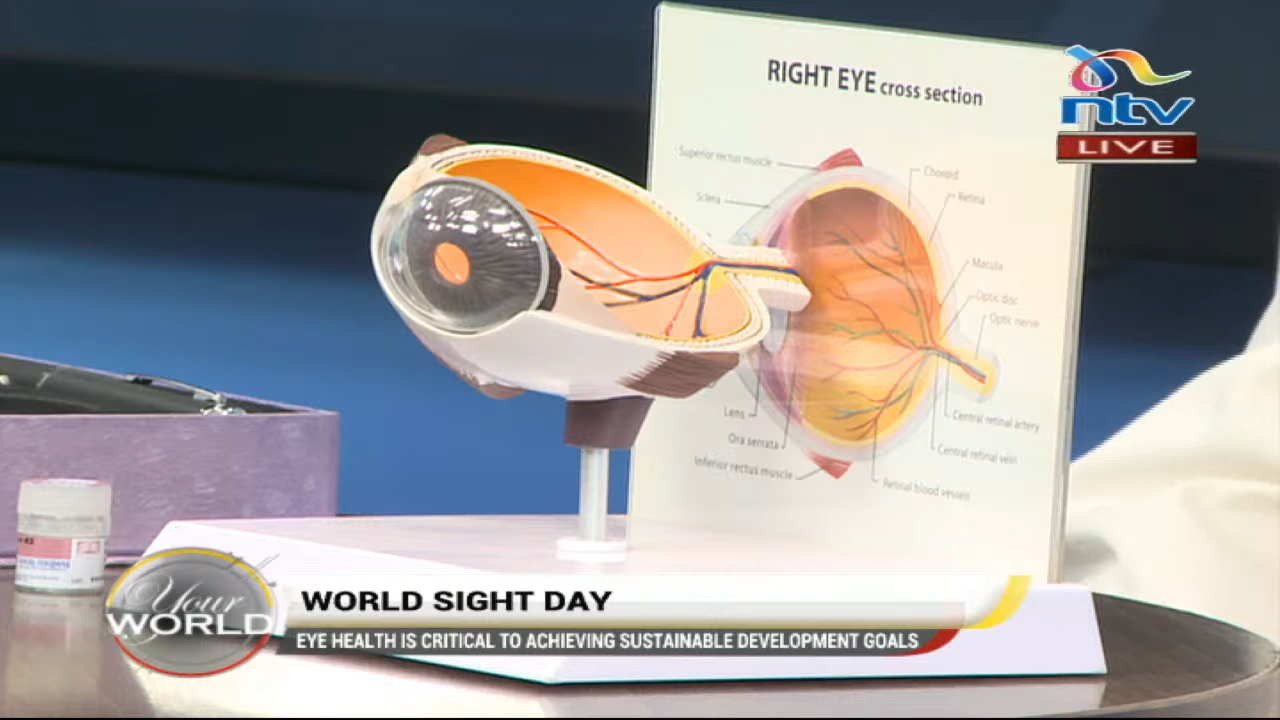 RIGHT EYE cross section
ntv
LIVE
Superior rectus muscle
Choroid
Sclera
Retina
Macula
Optic disc
Optic nerve
Lens
Central retinal artery
Ora serrata
Central retinal vein
Inferior rectus muscle
Retinal blood vessels
Your
WORLD
WORLD SIGHT DAY
EYE HEALTH IS CRITICAL TO ACHIEVING SUSTAINABLE DEVELOPMENT GOALS